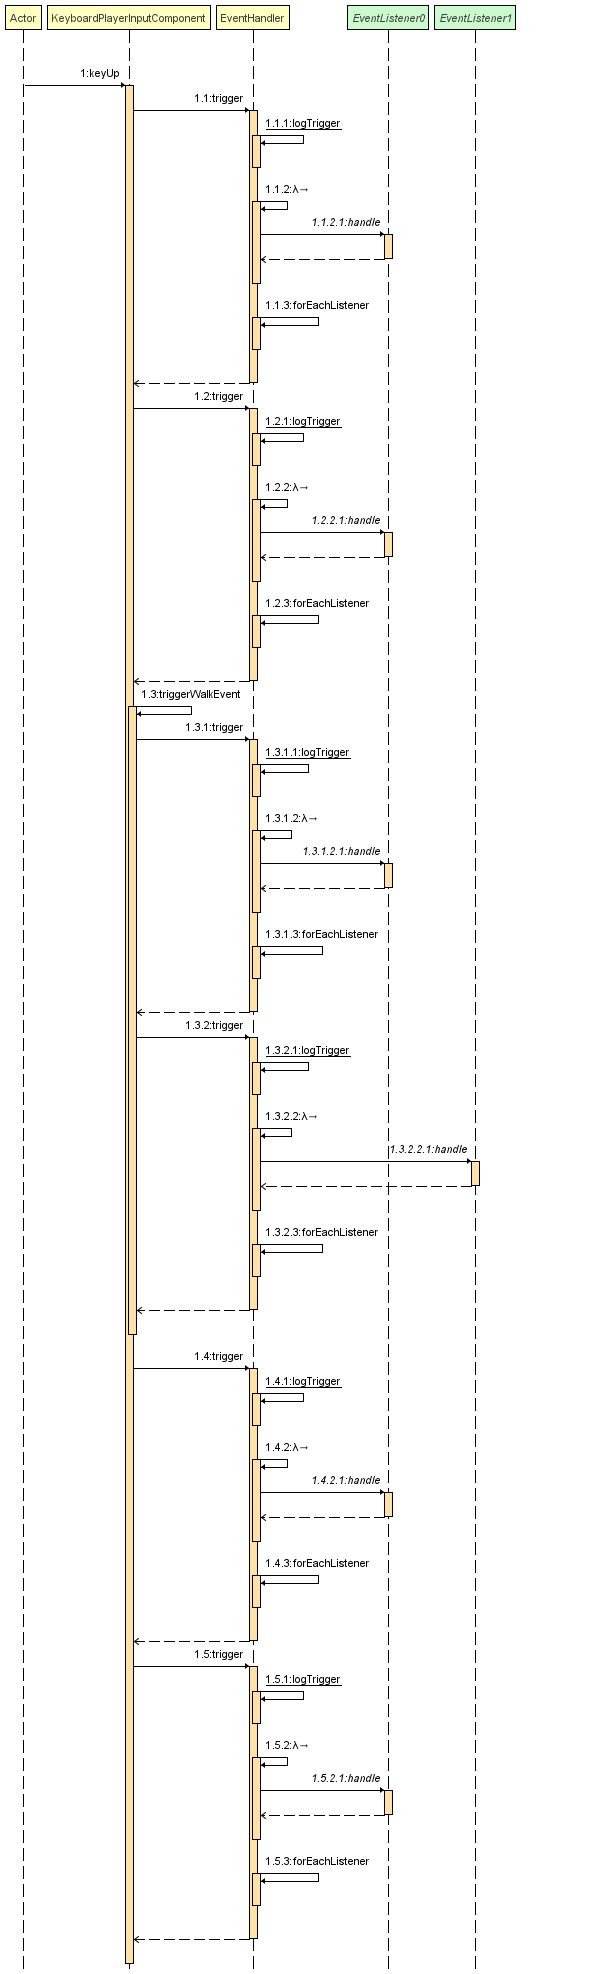 Actor
KeyboardPlayerInputComponent
EventHandler
EventListener0
EventListener1
1:keyUp
1.1:trigger
1.1.1:logTrigger
1.1.2:λ→
1.1.2.1:handle
1.1.3:forEachListener
1.2:trigger
1.2.1:logTrigger
1.2.2:λ→
1.2.2.1:handle
1.2.3:forEachListener
1.3:triggerWalkEvent
1.3.1:trigger
1.3.1.1:logTrigger
1.3.1.2:λ→
1.3.1.2.1:handle
1.3.1.3:forEachListener
1.3.2:trigger
1.3.2.1:logTrigger
1.3.2.2:λ→
1.3.2.2.1:handle
1.3.2.3:forEachListener
1.4:trigger
1.4.1:logTrigger
1.4.2:λ→
1.4.2.1:handle
1.4.3:forEachListener
1.5:trigger
1.5.1:logTrigger
1.5.2:λ→
1.5.2.1:handle
1.5.3:forEachListener